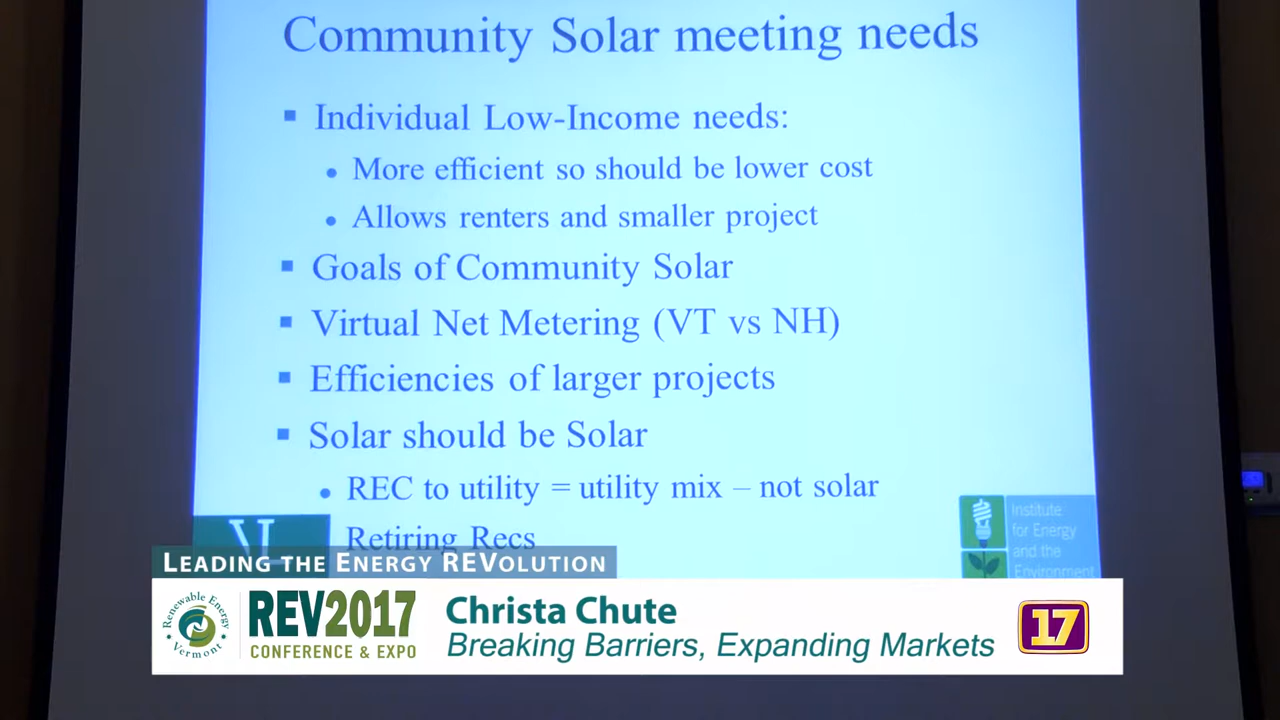 Community Solar meeting needs
Individual Low-Income needs:
More efficient so should be lower cost
Allows renters and smaller project
Goals of Community Solar
Virtual Net Metering (VT vs NH)
Efficiencies of larger projects
Solar should be Solar
REC to utility = utility mix – not solar
Retiring Recs
Institute
for Energy
and the
Environment
LEADING THE ENERGY REVOLUTION
Renewable Energy
Vermont
REV2017
CONFERENCE & EXPO
Christa Chute
Breaking Barriers, Expanding Markets
17